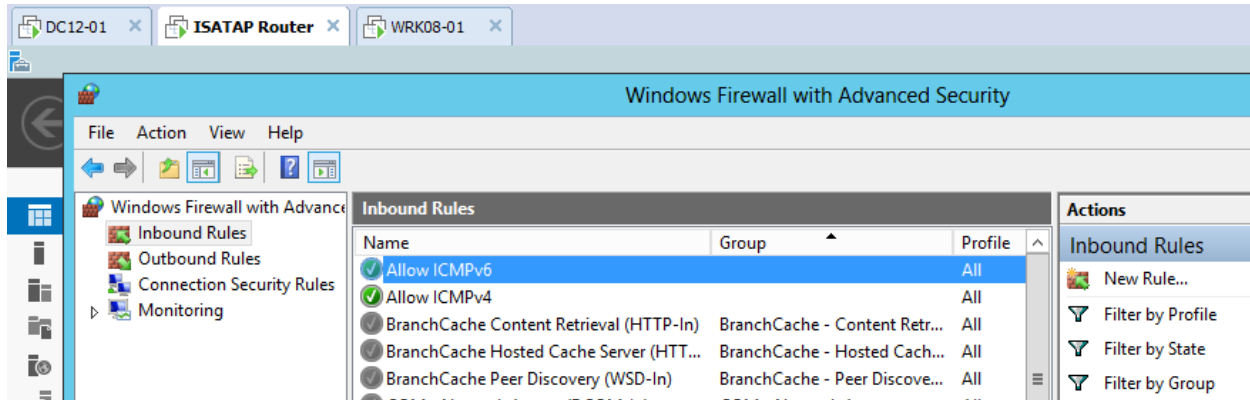 DC12-01 ISATAP Router WRK08-01
Windows Firewall with Advanced Security
File Action View Help
Windows Firewall with Advance
Inbound Rules
Outbound Rules
Connection Security Rules
Monitoring
Inbound Rules
Name Group Profile
Allow ICMPv6 All
Allow ICMPv4 All
BranchCache Content Retrieval (HTTP-In) BranchCache - Content Retr... All
BranchCache Hosted Cache Server (HTT... BranchCache - Hosted Cach... All
BranchCache Peer Discovery (WSD-In) BranchCache - Peer Discove... All
Actions
Inbound Rules
New Rule...
Filter by Profile
Filter by State
Filter by Group